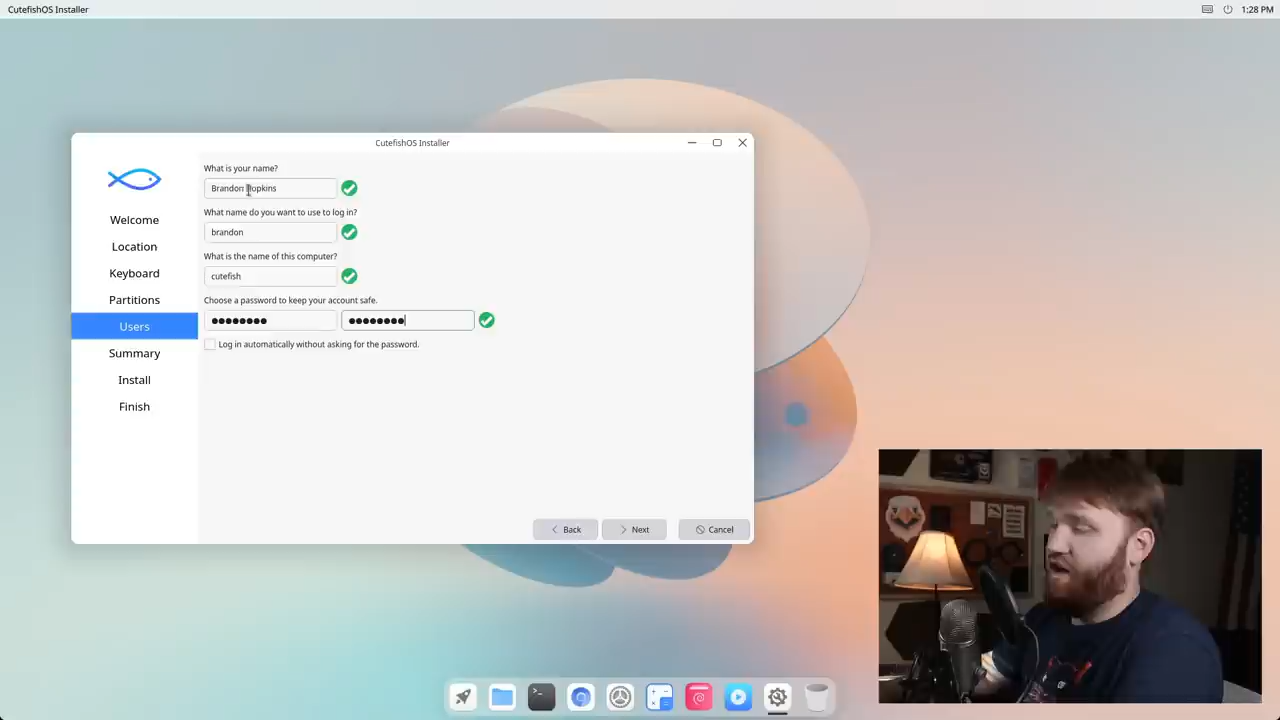 CutefishOS Installer
1:28 PM
CutefishOS Installer
Welcome
Location
Keyboard
Partitions
Users
Summary
Install
Finish
What is your name?
Brandon Hopkins
What name do you want to use to log in?
brandon
What is the name of this computer?
cutefish
Choose a password to keep your account safe.
Log in automatically without asking for the password.
Back
Next
Cancel